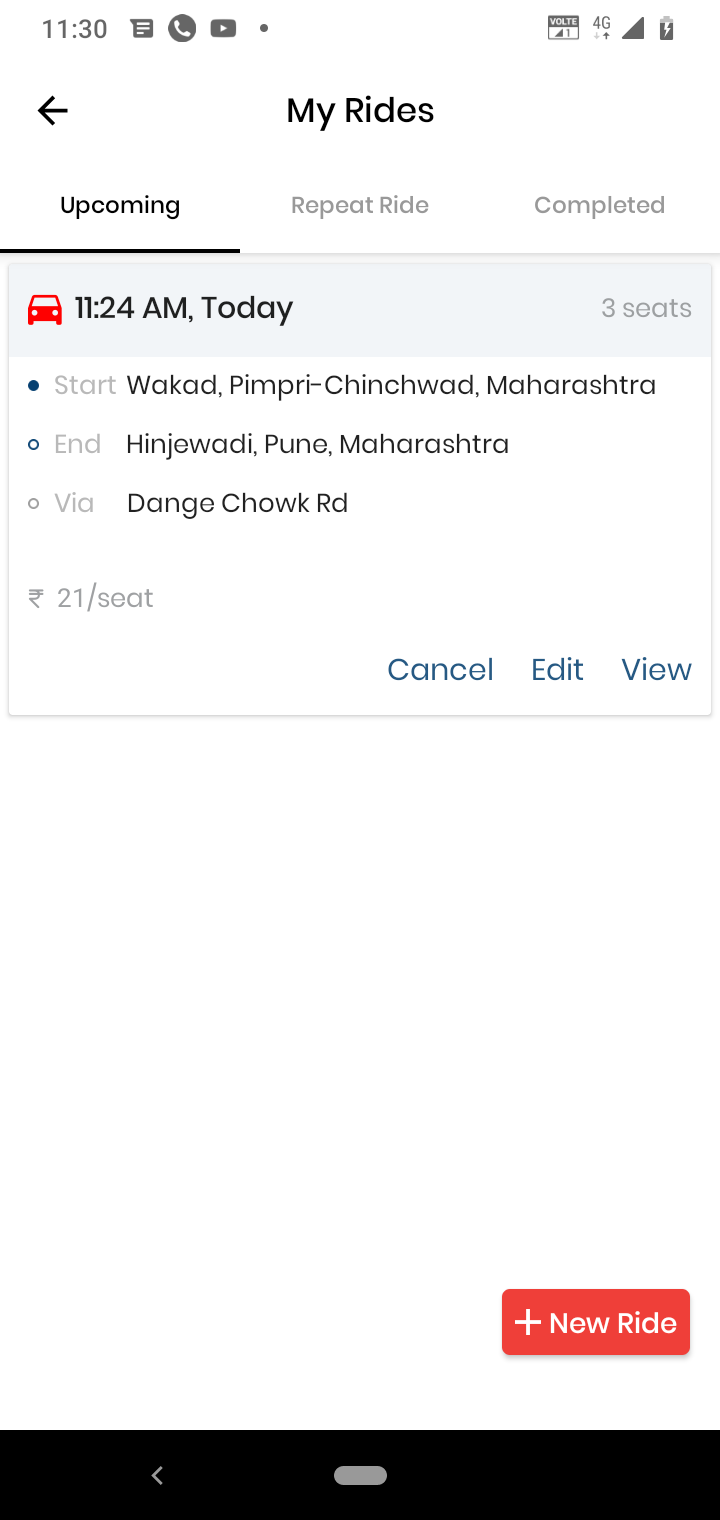 11:30
VOLTE 1 4G
My Rides
Upcoming Repeat Ride Completed
11:24 AM, Today 3 seats
Start Wakad, Pimpri-Chinchwad, Maharashtra
End Hinjewadi, Pune, Maharashtra
Via Dange Chowk Rd
₹ 21/seat
Cancel Edit View
+ New Ride